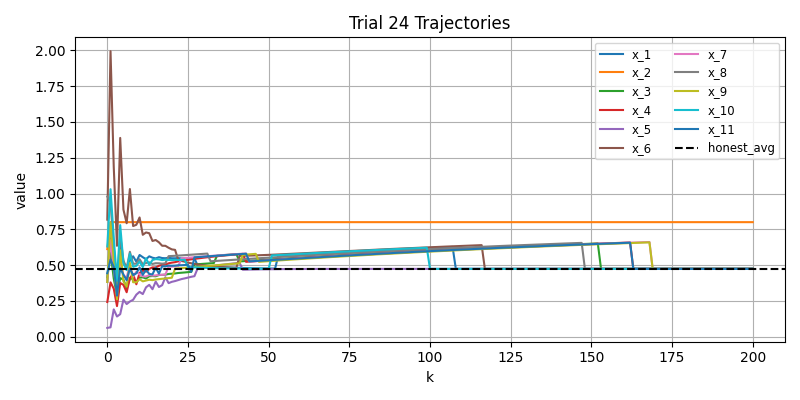 Trial 24 Trajectories
value
2.00
1.75
1.50
1.25
1.00
0.75
0.50
0.25
0.00
x_1
x_2
x_3
x_4
x_5
x_6
x_7
x_8
x_9
x_10
x_11
honest_avg
0 25 50 75 100 125 150 175 200
k